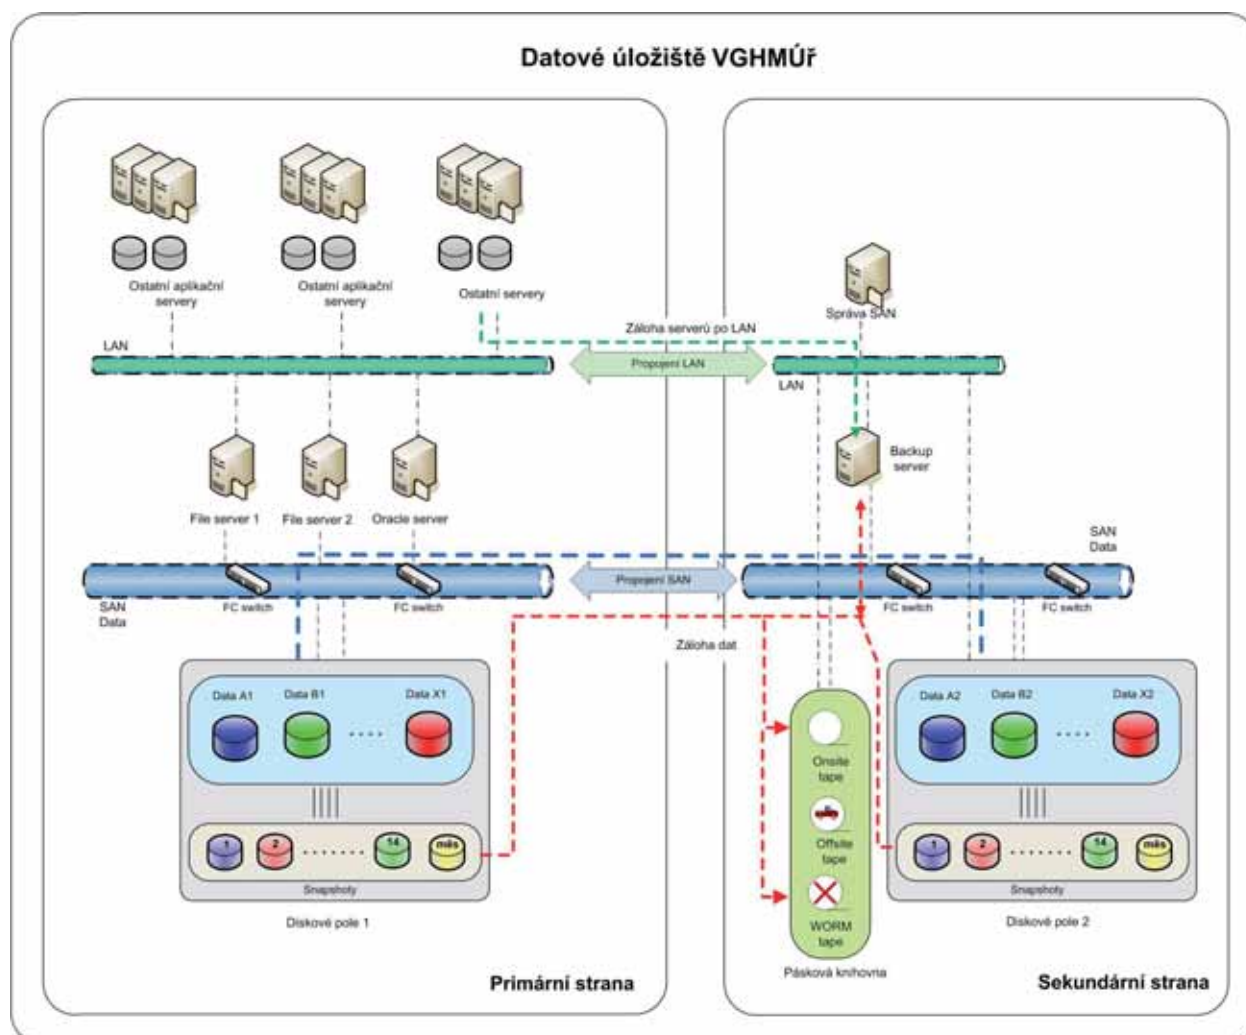 Datové úložiště VGHMÚř
Ostatní aplikační
servery
Ostatní aplikační
servery
Ostatní servery
LAN
Záloha serverů po LAN
Propojení LAN
Správa SAN
LAN
Backup
server
File server 1
File server 2
Oracle server
SAN
Data
FC switch
FC switch
Propojení SAN
SAN
Data
FC switch
FC switch
Záloha dat
Data A1
Data B1
Data X1
1
2
14
měs
Snapshoty
Diskové pole 1
Onsite
tape
Offsite
tape
WORM
tape
Pásková knihovna
Data A2
Data B2
Data X2
1
2
14
měs
Snapshoty
Diskové pole 2
Primární strana
Sekundární strana